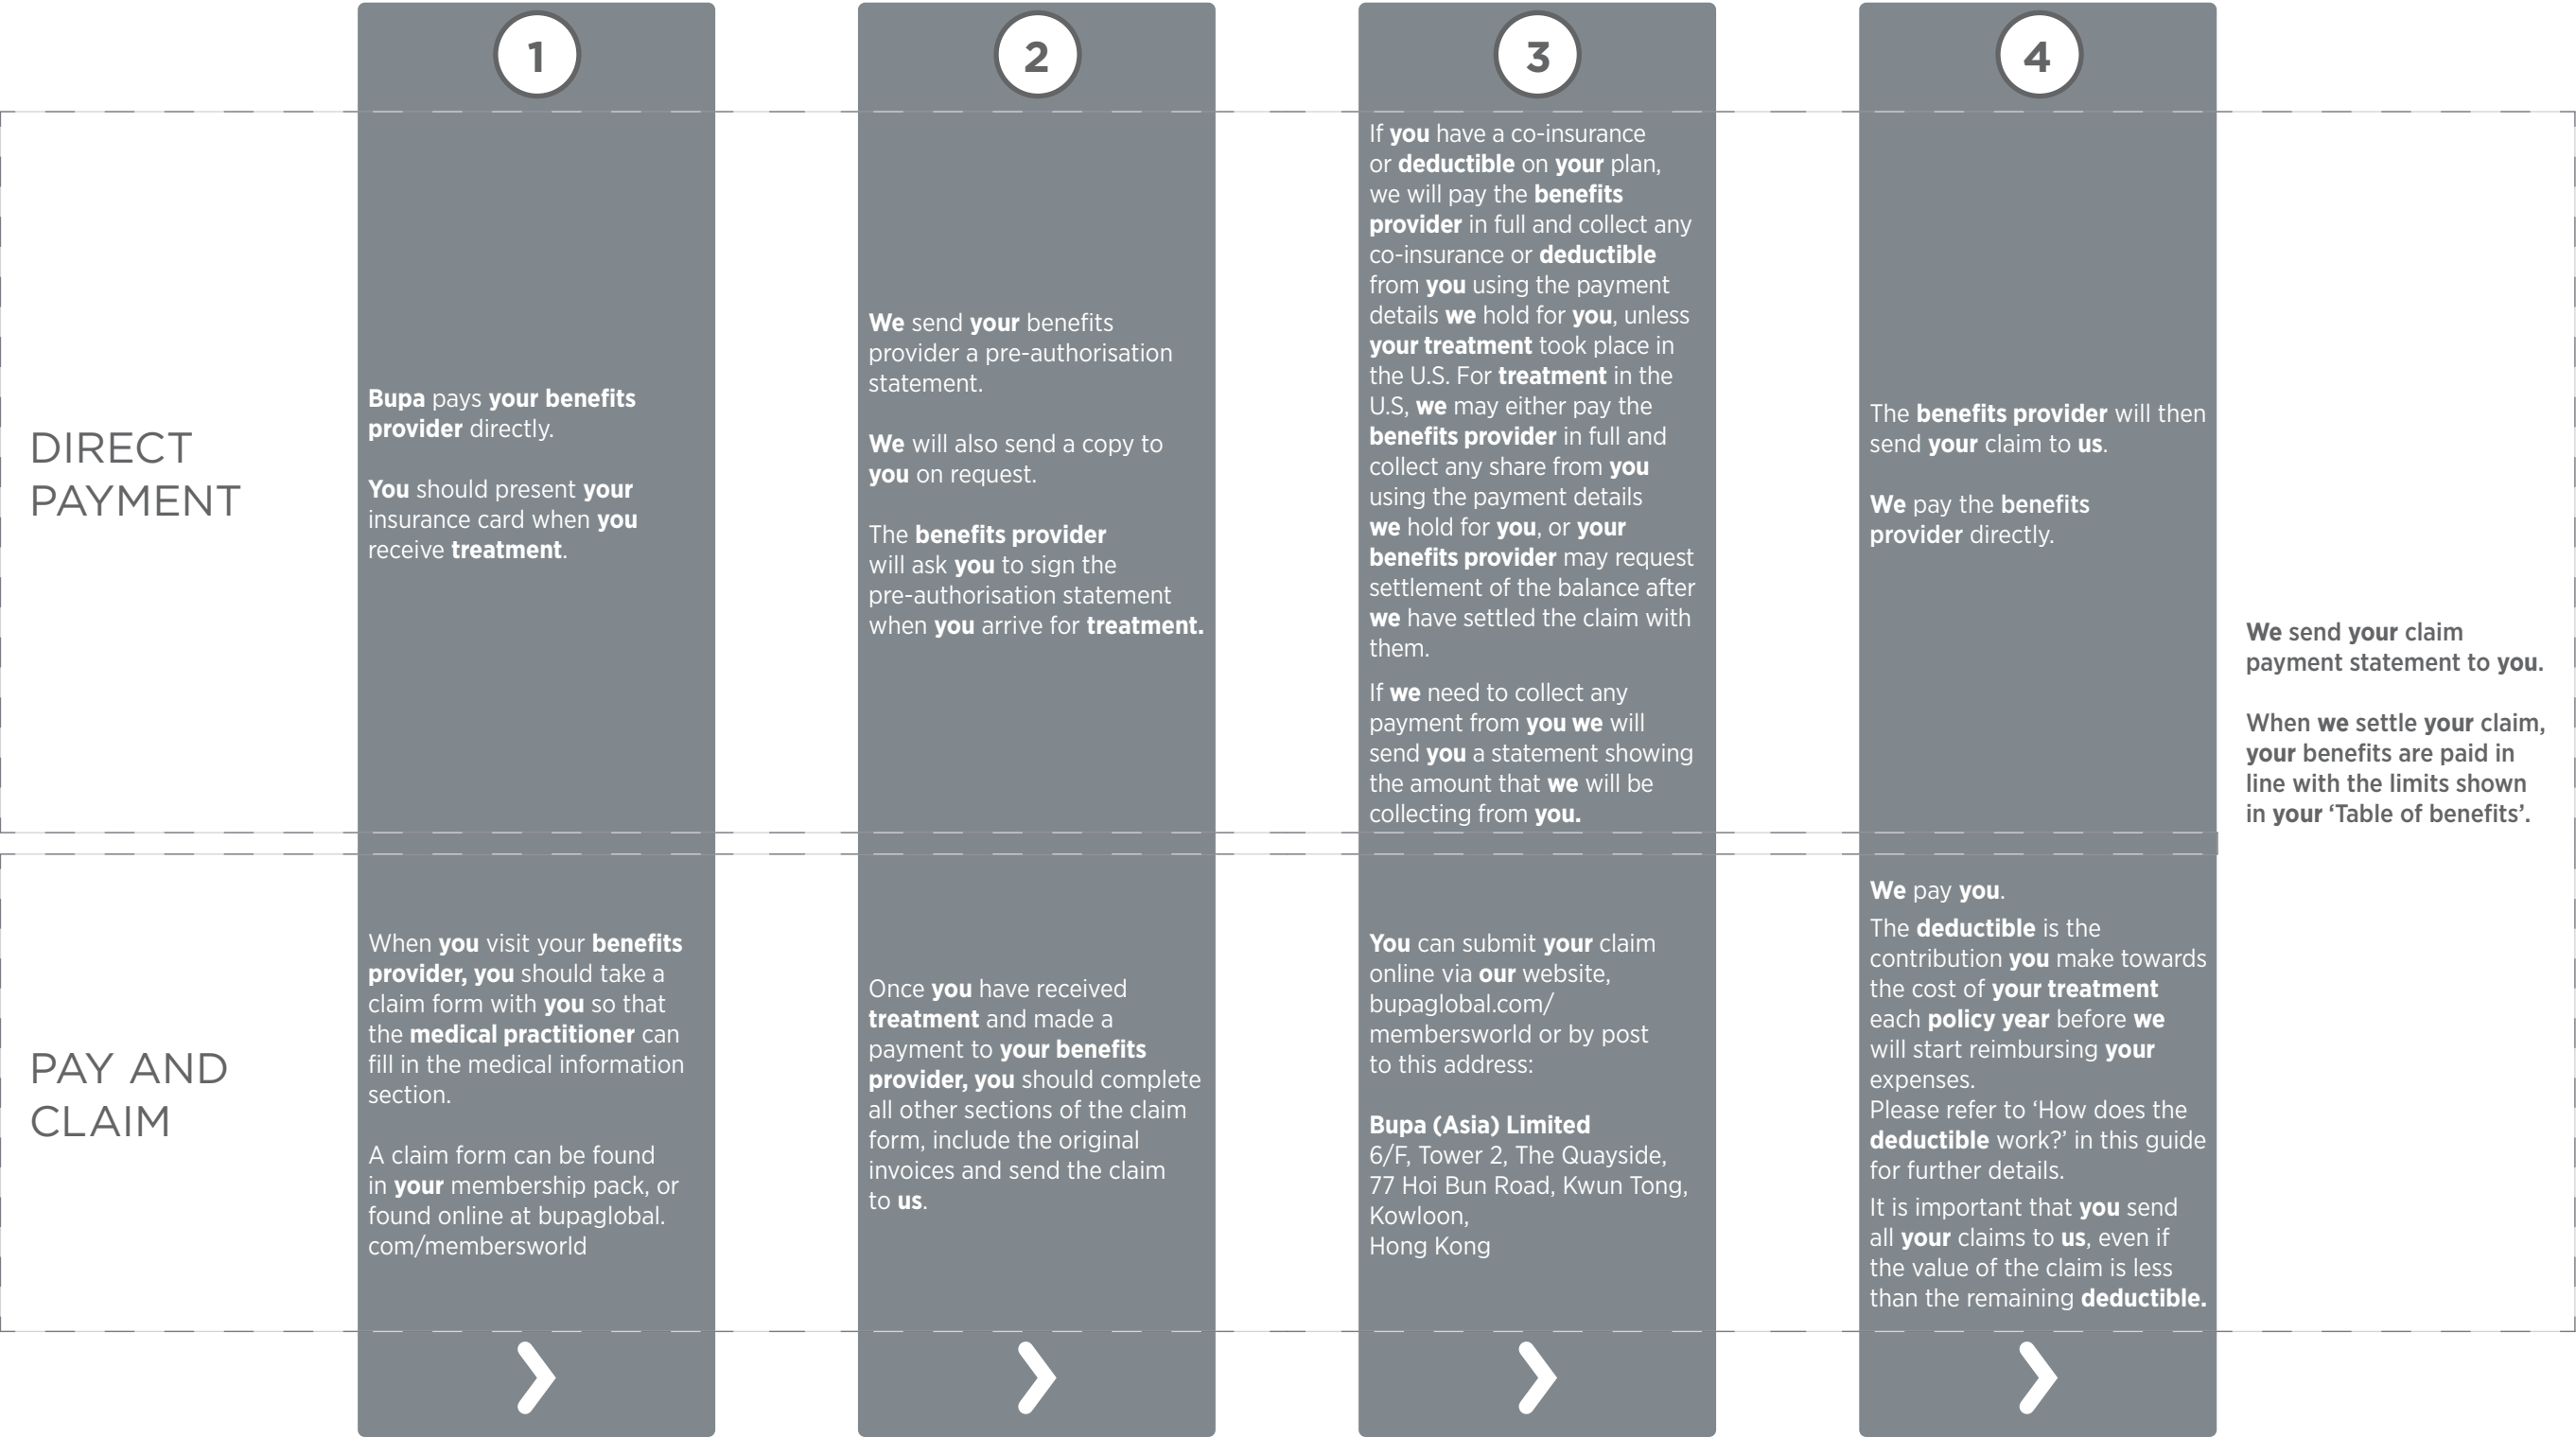 1
2
3
4
DIRECT
PAYMENT
Bupa pays your benefits
provider directly.
You should present your
insurance card when you
receive treatment.
We send your benefits
provider a pre-authorisation
statement.
We will also send a copy to
you on request.
The benefits provider
will ask you to sign the
pre-authorisation statement
when you arrive for treatment.
If you have a co-insurance
or deductible on your plan,
we will pay the benefits
provider in full and collect any
co-insurance or deductible
from you using the payment
details we hold for you, unless
your treatment took place in
the U.S. For treatment in the
U.S, we may either pay the
benefits provider in full and
collect any share from you
using the payment details
we hold for you, or your
benefits provider may request
settlement of the balance after
we have settled the claim with
them.
If we need to collect any
payment from you we will
send you a statement showing
the amount that we will be
collecting from you.
The benefits provider will then
send your claim to us.
We pay the benefits
provider directly.
PAY AND
CLAIM
When you visit your benefits
provider, you should take a
claim form with you so that
the medical practitioner can
fill in the medical information
section.
A claim form can be found
in your membership pack, or
found online at bupaglobal.
com/membersworld
Once you have received
treatment and made a
payment to your benefits
provider, you should complete
all other sections of the claim
form, include the original
invoices and send the claim
to us.
You can submit your claim
online via our website,
bupaglobal.com/
membersworld or by post
to this address:
Bupa (Asia) Limited
6/F, Tower 2, The Quayside,
77 Hoi Bun Road, Kwun Tong,
Kowloon,
Hong Kong
We pay you.
The deductible is the
contribution you make towards
the cost of your treatment
each policy year before we
will start reimbursing your
expenses.
Please refer to ‘How does the
deductible work?’ in this guide
for further details.
It is important that you send
all your claims to us, even if
the value of the claim is less
than the remaining deductible.
We send your claim
payment statement to you.
When we settle your claim,
your benefits are paid in
line with the limits shown
in your ‘Table of benefits’.